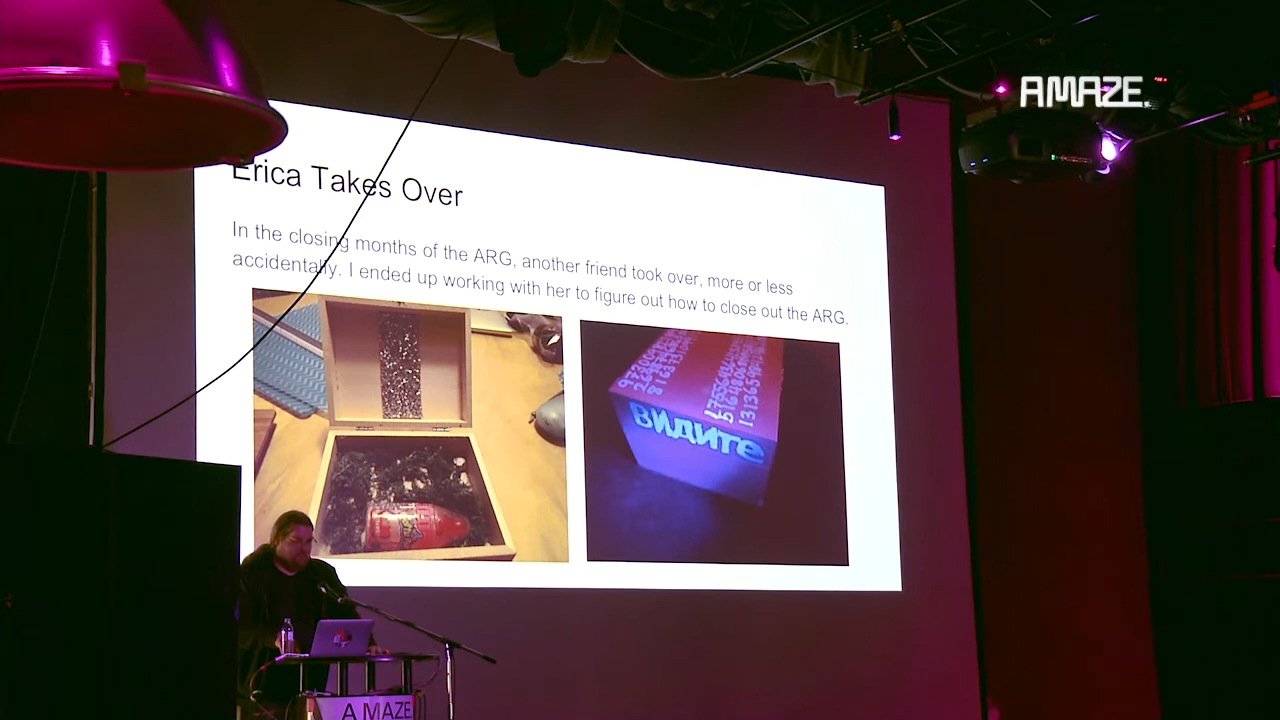 AMAZE.
Erica Takes Over
In the closing months of the ARG, another friend took over, more or less
accidentally. I ended up working with her to figure out how to close out the ARG.
видите
A MAZE.